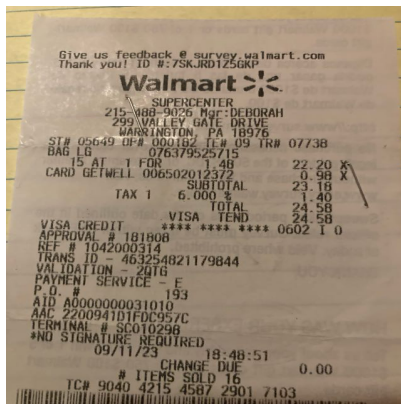 Give us feedback @ survey.walmart.com
Thank you! ID #:7SKJRD1Z5GKP
Walmart
SUPERCENTER
215-488-9026 Mgr:DEBORAH
299 VALLEY GATE DRIVE
WARRINGTON, PA 18976
ST# 05649 OP# 000182 TE# 09 TR# 07738
BAG LG 076379525715
15 AT 1 FOR 1.48 22.20 X
CARD GETWELL 006502012372 0.98 X
SUBTOTAL 23.18
TAX 1 6.000 % 1.40
TOTAL 24.58
VISA TEND 24.58
VISA CREDIT **** **** **** 0602 I 0
APPROVAL # 181808
REF # 1042000314
TRANS ID - 463254821179844
VALIDATION - 2QTG
PAYMENT SERVICE - E
P.O. # 193
AID A0000000031010
AAC 2200941D1FDC957C
TERMINAL # SC010298
*NO SIGNATURE REQUIRED
09/11/23 18:48:51
CHANGE DUE 0.00
# ITEMS SOLD 16
TC# 9040 4215 4587 2901 7103